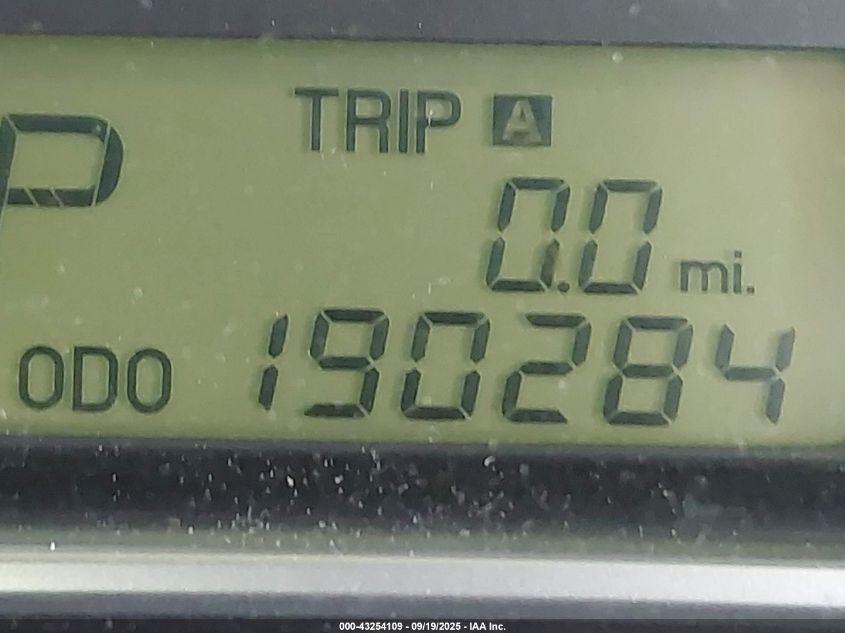 P
TRIP A
0.0 mi.
ODO 190284
000-43254109 - 09/19/2025 - IAA Inc.